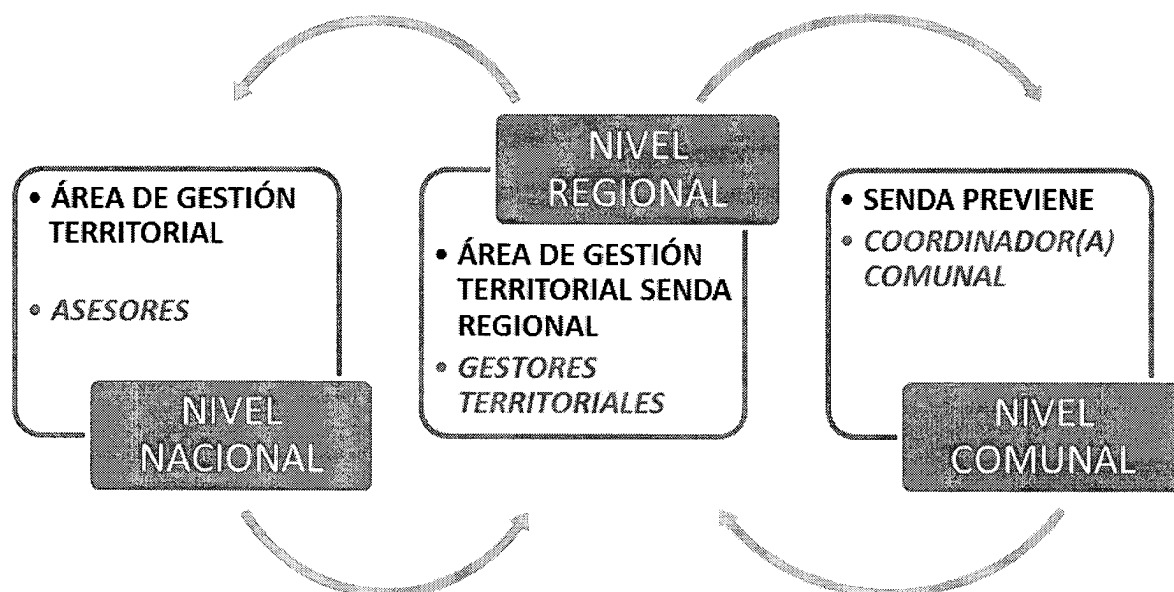 • ÁREA DE GESTIÓN
TERRITORIAL
• ASESORES
NIVEL
NACIONAL
NIVEL
REGIONAL
• ÁREA DE GESTIÓN
TERRITORIAL SENDA
REGIONAL
• GESTORES
TERRITORIALES
• SENDA PREVIENE
• COORDINADOR(A)
COMUNAL
NIVEL
COMUNAL